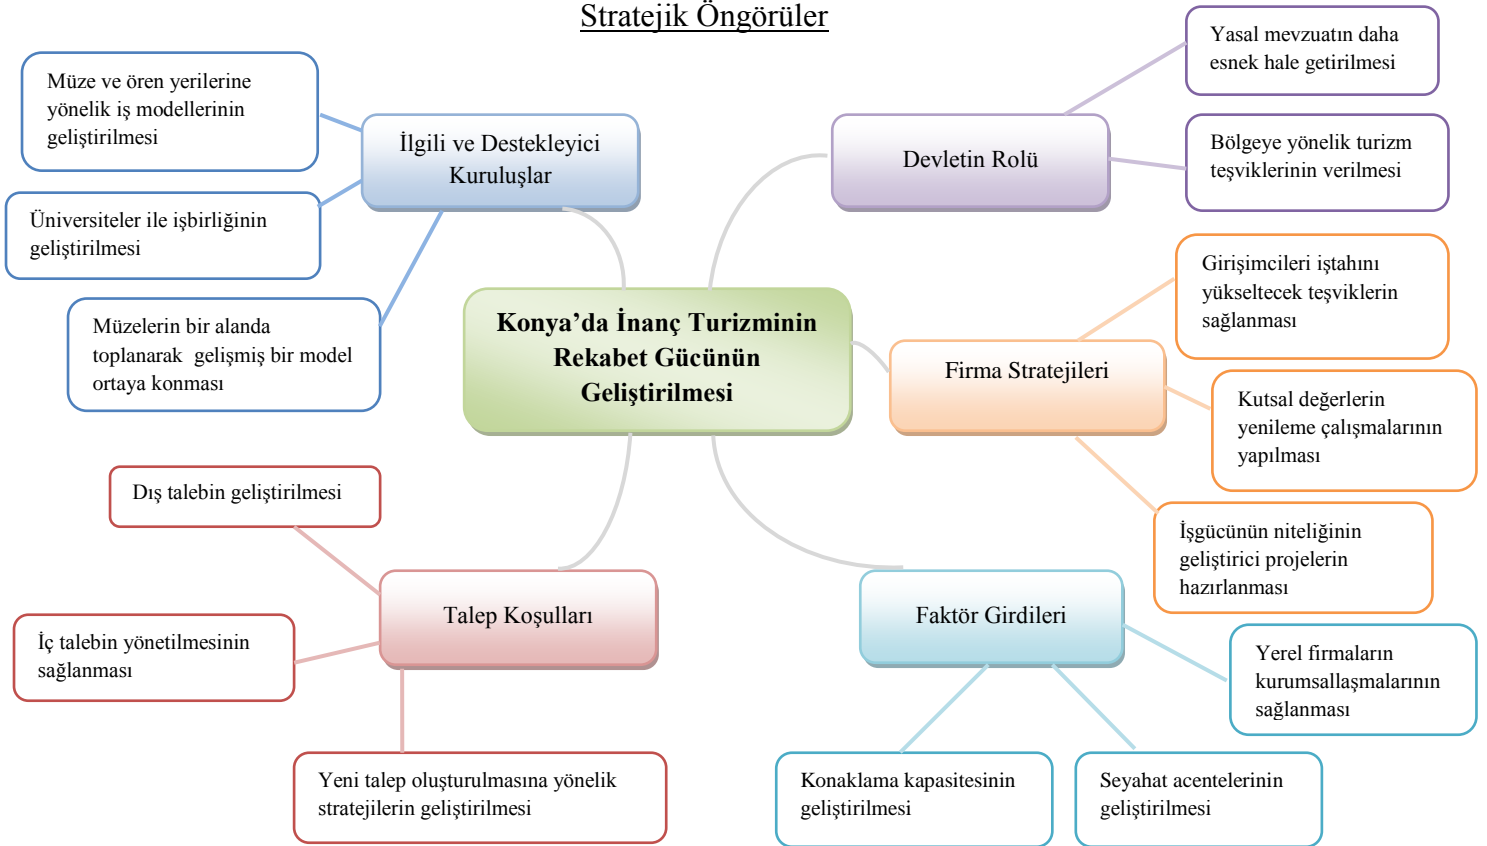 Stratejik Öngörüler
Müze ve ören yerilerine
yönelik iş modellerinin
geliştirilmesi
Üniversiteler ile işbirliğinin
geliştirilmesi
Müzelerin bir alanda
toplanarak  gelişmiş bir model
ortaya konması
İlgili ve Destekleyici
Kuruluşlar
Devletin Rolü
Yasal mevzuatın daha
esnek hale getirilmesi
Bölgeye yönelik turizm
teşviklerinin verilmesi
Konya’da İnanç Turizminin
Rekabet Gücünün
Geliştirilmesi
Firma Stratejileri
Girişimcileri iştahını
yükseltecek teşviklerin
sağlanması
Kutsal değerlerin
yenileme çalışmalarının
yapılması
İşgücünün niteliğinin
geliştirici projelerin
hazırlanması
Dış talebin geliştirilmesi
İç talebin yönetilmesinin
sağlanması
Talep Koşulları
Yeni talep oluşturulmasına yönelik
stratejilerin geliştirilmesi
Faktör Girdileri
Yerel firmaların
kurumsallaşmalarının
sağlanması
Konaklama kapasitesinin
geliştirilmesi
Seyahat acentelerinin
geliştirilmesi